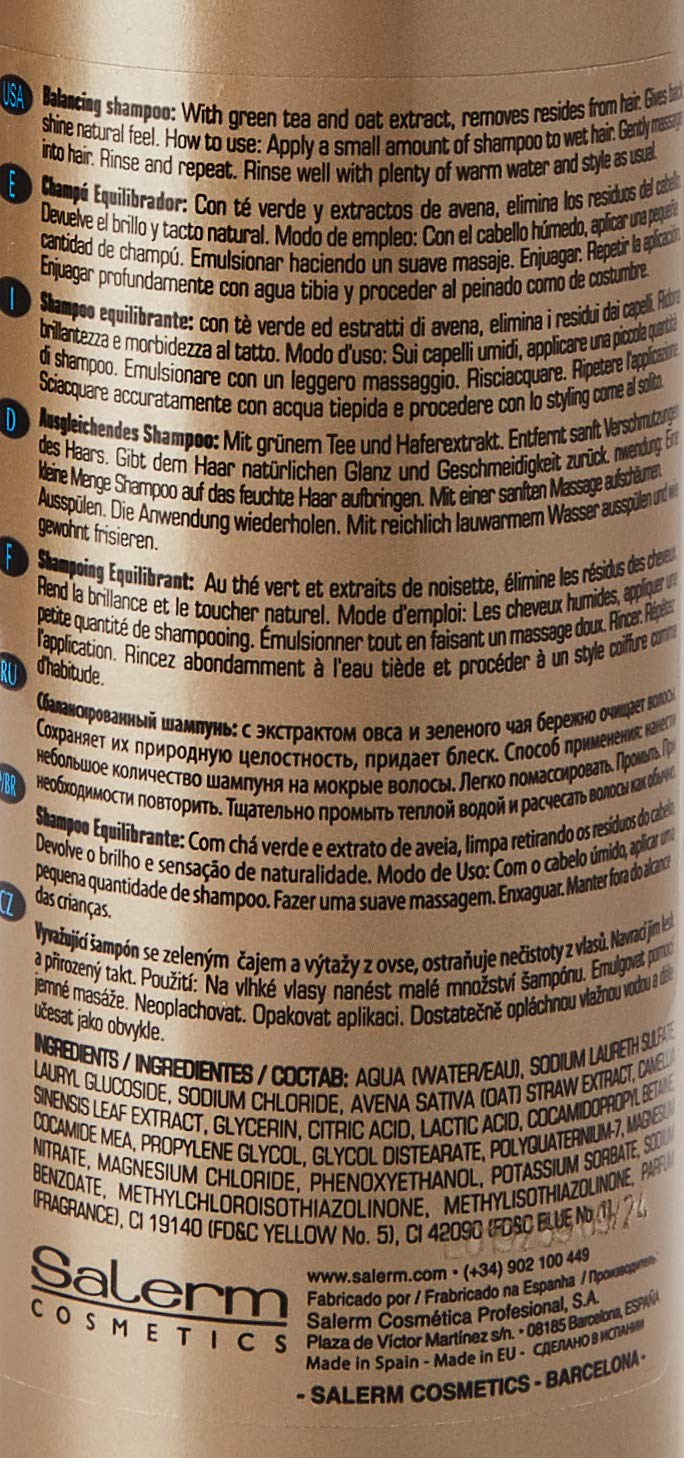 USA
Balancing shampoo: With green tea and oat extract, removes resides from hair. Gives back
shine natural feel. How to use: Apply a small amount of shampoo to wet hair. Gently massage
into hair. Rinse and repeat. Rinse well with plenty of warm water and style as usual.
E
Champú Equilibrador: Con té verde y extractos de avena, elimina los residuos del cabello.
Devuelve el brillo y tacto natural. Modo de empleo: Con el cabello húmedo, aplicar una pequeña
cantidad de champú. Emulsionar haciendo un suave masaje. Enjuagar. Repetir la aplicación.
Enjuagar profundamente con agua tibia y proceder al peinado como de costumbre.
I
Shampoo equilibrante: con tè verde ed estratti di avena, elimina i residui dai capelli. Ridona
brillantezza e morbidezza al tatto. Modo d'uso: Sui capelli umidi, applicare una piccola quantità
di shampoo. Emulsionare con un leggero massaggio. Risciacquare. Ripetere l'applicazione.
Sciacquare accuratamente con acqua tiepida e procedere con lo styling come al solito.
D
Ausgleichendes Shampoo: Mit grünem Tee und Haferextrakt. Entfernt sanft Verschmutzungen
des Haars. Gibt dem Haar natürlichen Glanz und Geschmeidigkeit zurück. nwendung: Eine
kleine Menge Shampoo auf das feuchte Haar aufbringen. Mit einer sanften Massage aufschäumen.
Ausspülen. Die Anwendung wiederholen. Mit reichlich lauwarmem Wasser ausspülen und wie
gewohnt frisieren.
F
Shampoing Equilibrant: Au thé vert et extraits de noisette, élimine les résidus des cheveux.
Rend la brillance et le toucher naturel. Mode d'emploi: Les cheveux humides, appliquer une
petite quantité de shampooing. Émulsionner tout en faisant un massage doux. Rincer. Répétez
l'application. Rincez abondamment à l'eau tiède et procéder à un style coiffure comme
d'habitude.
RU
Сбалансированный шампунь: с экстрактом овса и зеленого чая бережно очищает волосы.
Сохраняет их природную целостность, придает блеск. Способ применения: нанести
небольшое количество шампуня на мокрые волосы. Легко помассировать. Промыть. При
необходимости повторить. Тщательно промыть теплой водой и расчесать волосы как обычно.
/BR
Shampoo Equilibrante: Com chá verde e extrato de aveia, limpa retirando os resíduos do cabelo.
Devolve o brilho e sensação de naturalidade. Modo de Uso: Com o cabelo úmido, aplicar uma
pequena quantidade de shampoo. Fazer uma suave massagem. Enxaguar. Manter fora do alcance
das crianças.
CZ
Vyvažující šampón se zeleným čajem a výtažy z ovse, ostraňuje nečistoty z vlasů. Navrací jim lesk
a přirozený takt. Použití: Na vlhké vlasy nanést malé množství šampónu. Emulgovat pomocí
jemné masáže. Neoplachovat. Opakovat aplikaci. Dostatečně opláchnou vlažnou vodou a dále
učesat jako obvykle.
INGREDIENTS / INGREDIENTES / СОСТАВ: AQUA (WATER/EAU), SODIUM LAURETH SULFATE,
LAURYL GLUCOSIDE, SODIUM CHLORIDE, AVENA SATIVA (OAT) STRAW EXTRACT, CAMELLIA
SINENSIS LEAF EXTRACT, GLYCERIN, CITRIC ACID, LACTIC ACID, COCAMIDOPROPYL BETAINE,
COCAMIDE MEA, PROPYLENE GLYCOL, GLYCOL DISTEARATE, POLYQUATERNIUM-7, MAGNESIUM
NITRATE, MAGNESIUM CHLORIDE, PHENOXYETHANOL, POTASSIUM SORBATE, SODIUM
BENZOATE, METHYLCHLOROISOTHIAZOLINONE, METHYLISOTHIAZOLINONE, PARFUM
(FRAGRANCE), CI 19140 (FD&C YELLOW No. 5), CI 42090 (FD&C BLUE No. 1).
Salerm
COSMETICS
www.salerm.com • (+34) 902 100 449
Fabricado por / Frabricado na Espanha / Производитель:
Salerm Cosmética Profesional, S.A.
Plaza de Víctor Martínez s/n. • 08185 Barcelona, ESPAÑA
Made in Spain - Made in EU - СДЕЛАНО В ИСПАНИИ
- SALERM COSMETICS - BARCELONA -